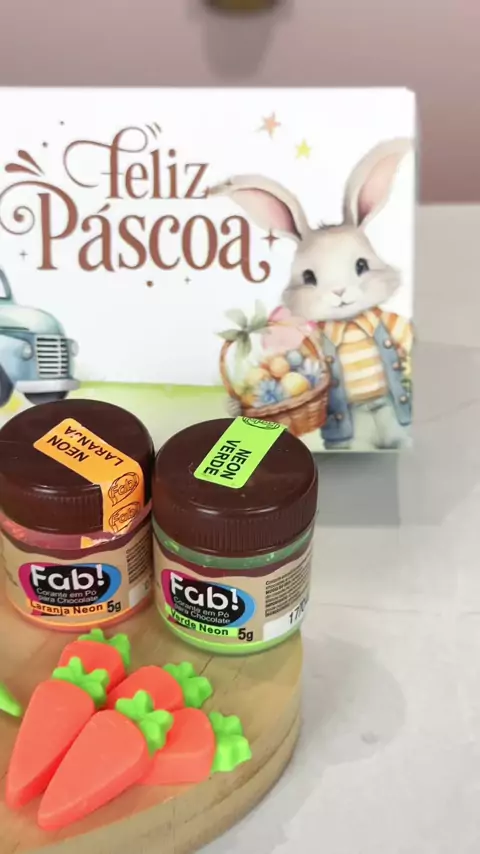 feliz
Páscoa
NEON
LARANJA
Fab!
NEON
VERDE
Fab!
Corante em Pó
para Chocolate
Laranja Neon 5g
Fab!
Corante em Pó
para Chocolate
Verde Neon 5g